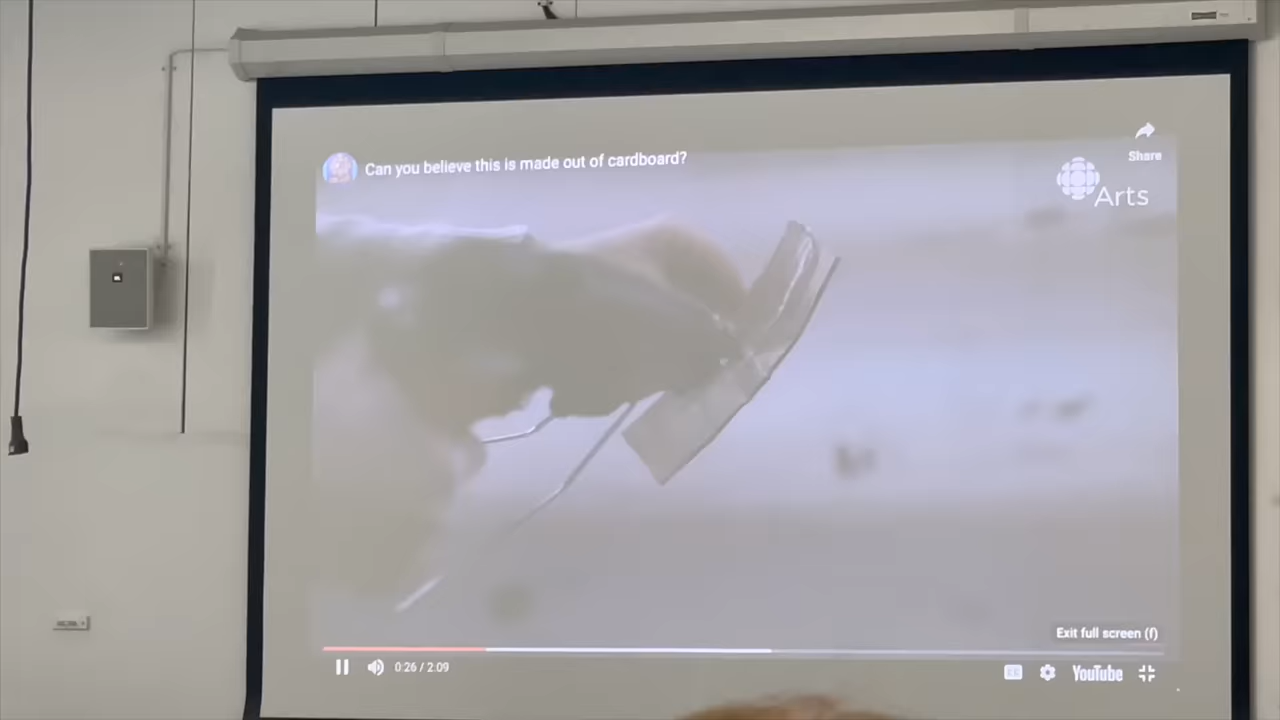 Can you believe this is made out of cardboard?
Share
Arts
Exit full screen (f)
0:26 / 2:09
CC
YouTube